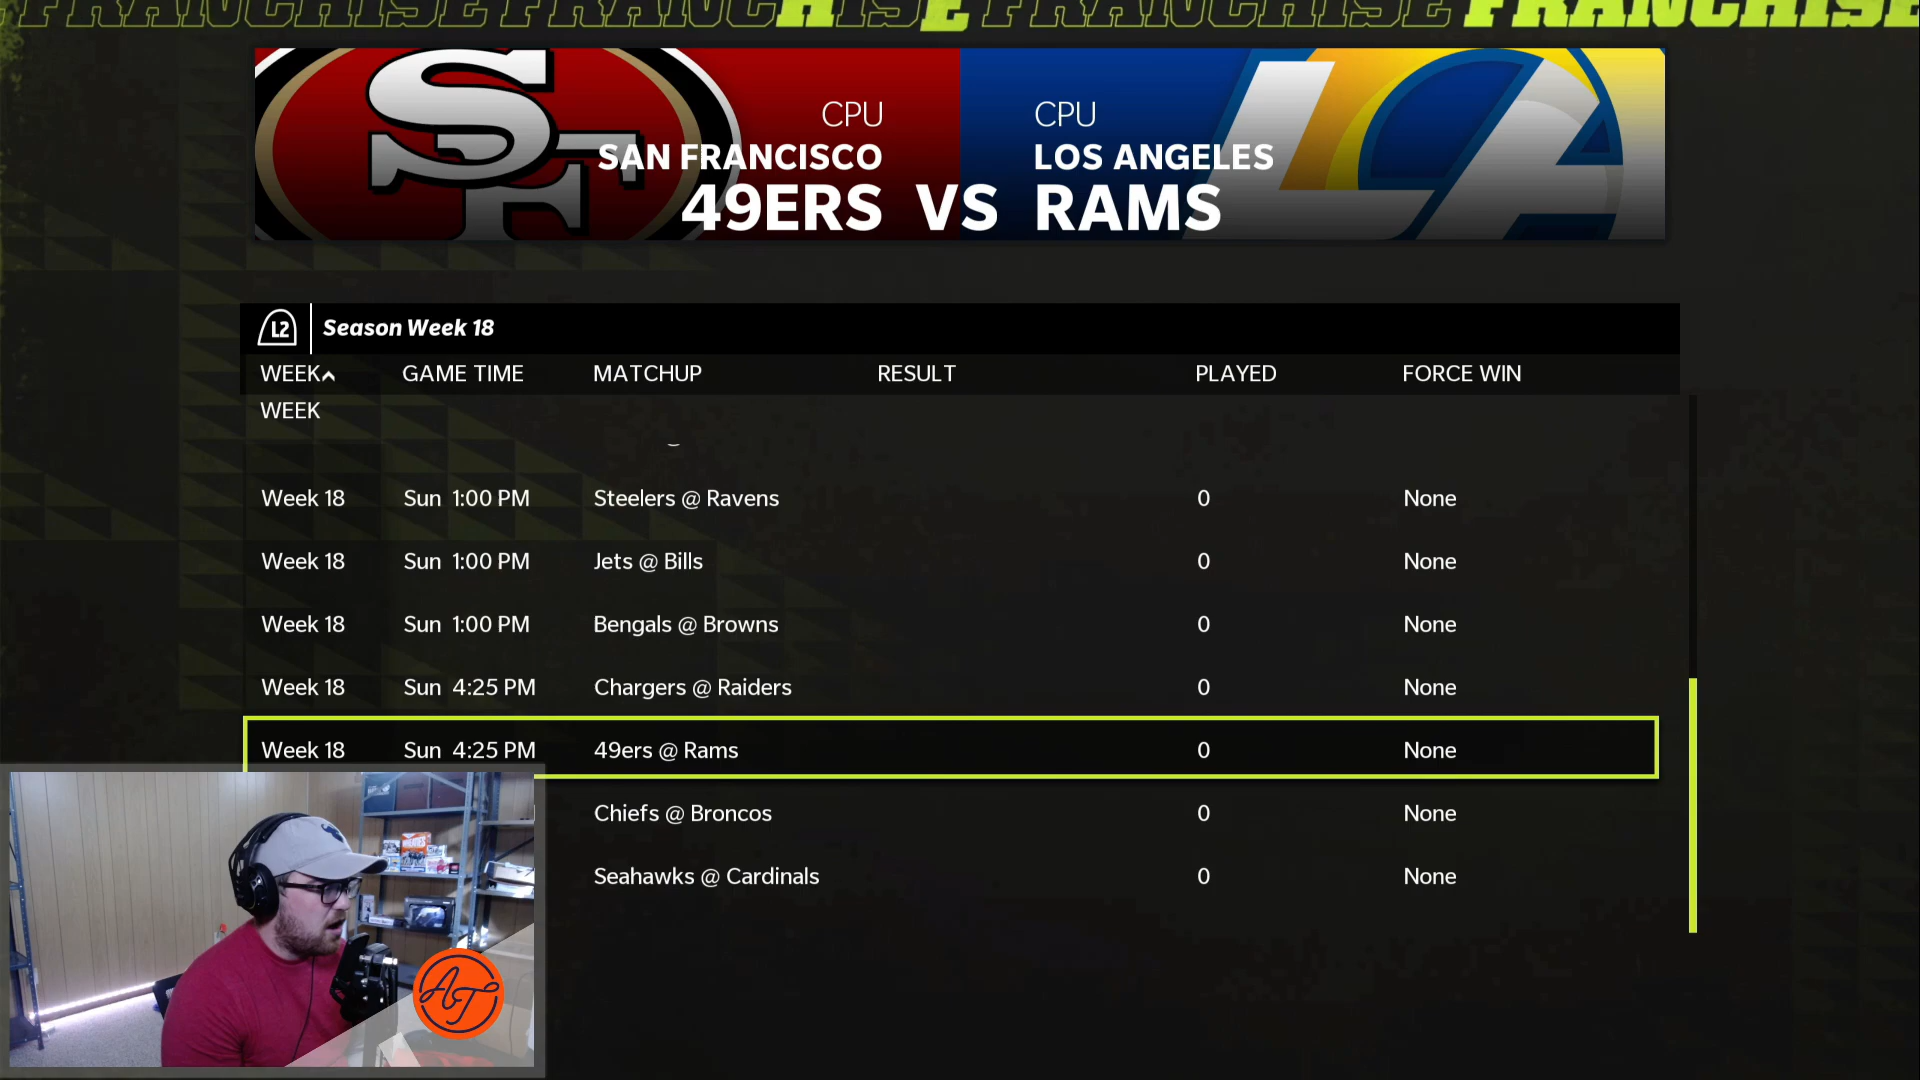 FRANCHISE FRANCHISE FRANCHISE FRANCHISE
SF
CPU
SAN FRANCISCO
49ERS VS
CPU
LOS ANGELES
RAMS
LA
L2 Season Week 18
WEEK GAME TIME MATCHUP RESULT PLAYED FORCE WIN
WEEK
Week 18 Sun 1:00 PM Steelers @ Ravens 0 None
Week 18 Sun 1:00 PM Jets @ Bills 0 None
Week 18 Sun 1:00 PM Bengals @ Browns 0 None
Week 18 Sun 4:25 PM Chargers @ Raiders 0 None
Week 18 Sun 4:25 PM 49ers @ Rams 0 None
Chiefs @ Broncos 0 None
Seahawks @ Cardinals 0 None
AT